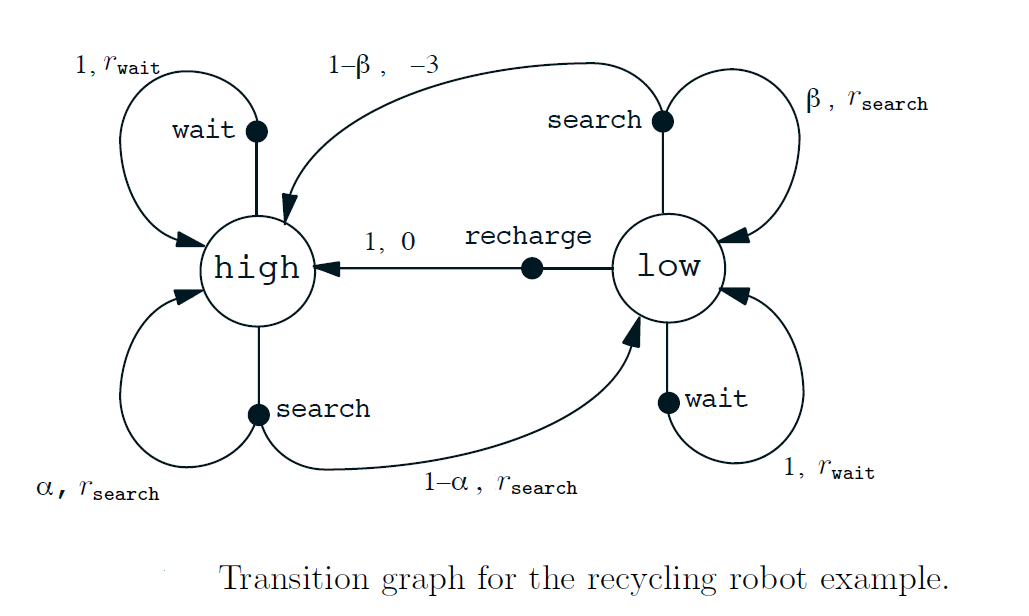 1, r_wait
1–β , –3
β , r_search
wait
search
1, 0
recharge
high
low
search
wait
α, r_search
1–α , r_search
1, r_wait
Transition graph for the recycling robot example.